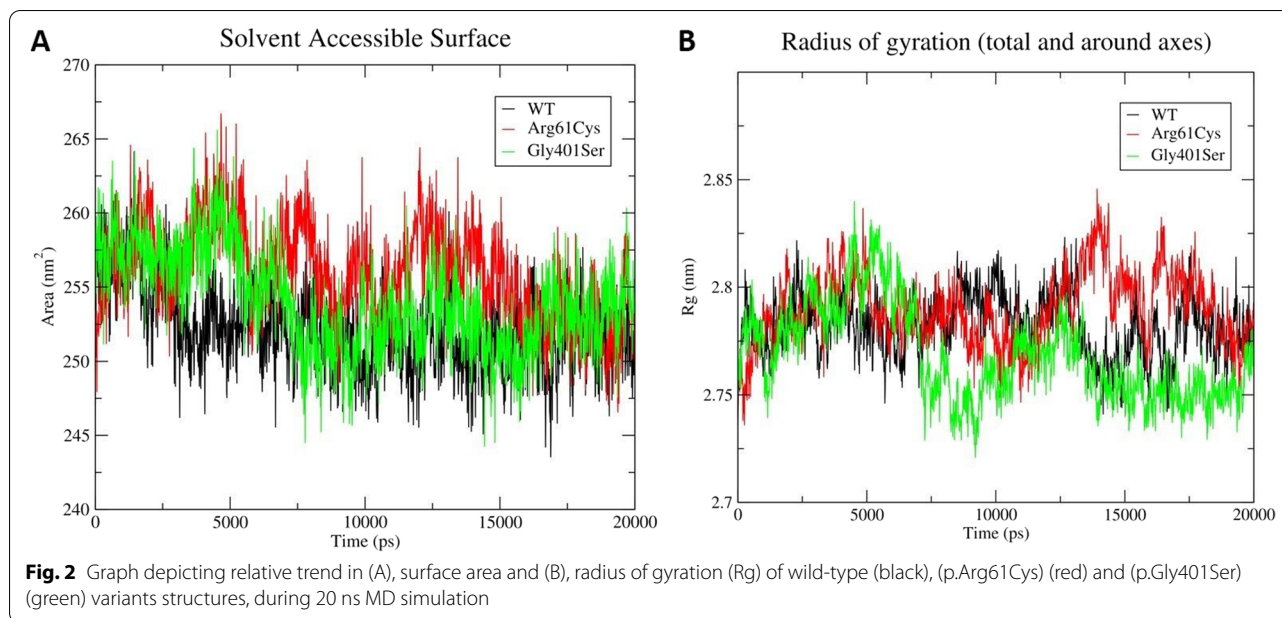 A
Solvent Accessible Surface
270
265
260
255
250
245
240
Area (nm²)
WT
Arg61Cys
Gly401Ser
0
5000
10000
15000
20000
Time (ps)
B
Radius of gyration (total and around axes)
2.85
2.8
2.75
2.7
Rg (nm)
WT
Arg61Cys
Gly401Ser
0
5000
10000
15000
20000
Time (ps)
Fig. 2 Graph depicting relative trend in (A), surface area and (B), radius of gyration (Rg) of wild-type (black), (p.Arg61Cys) (red) and (p.Gly401Ser)
(green) variants structures, during 20 ns MD simulation